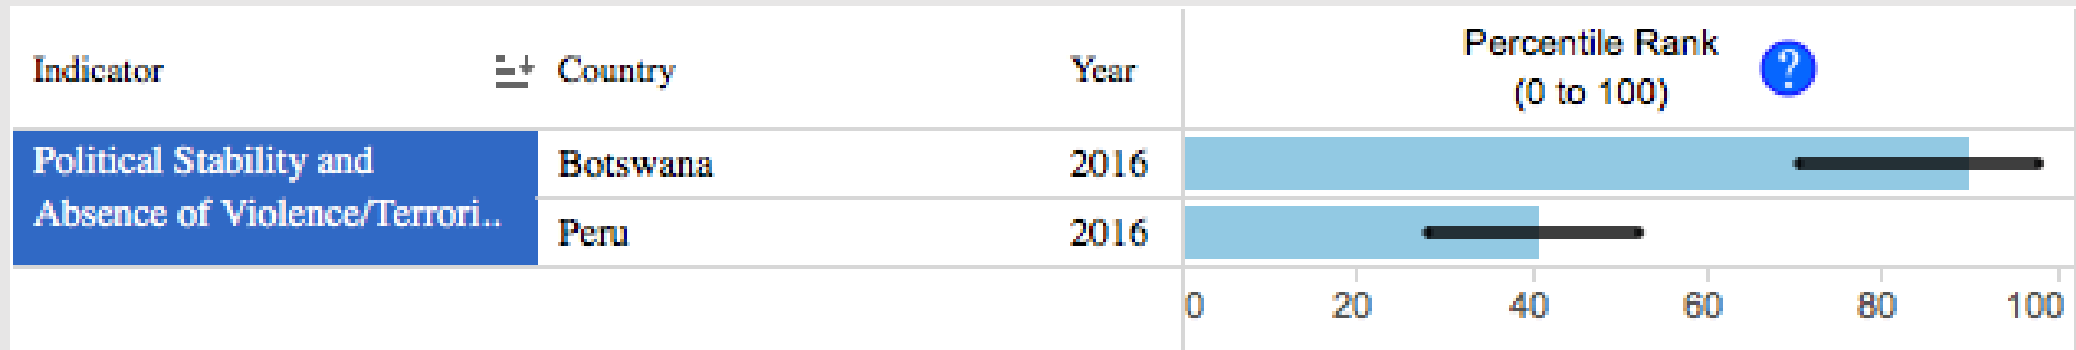 Indicator Country Year Percentile Rank
(0 to 100) ?
Political Stability and
Absence of Violence/Terrori..
Botswana 2016
Peru 2016
0 20 40 60 80 100